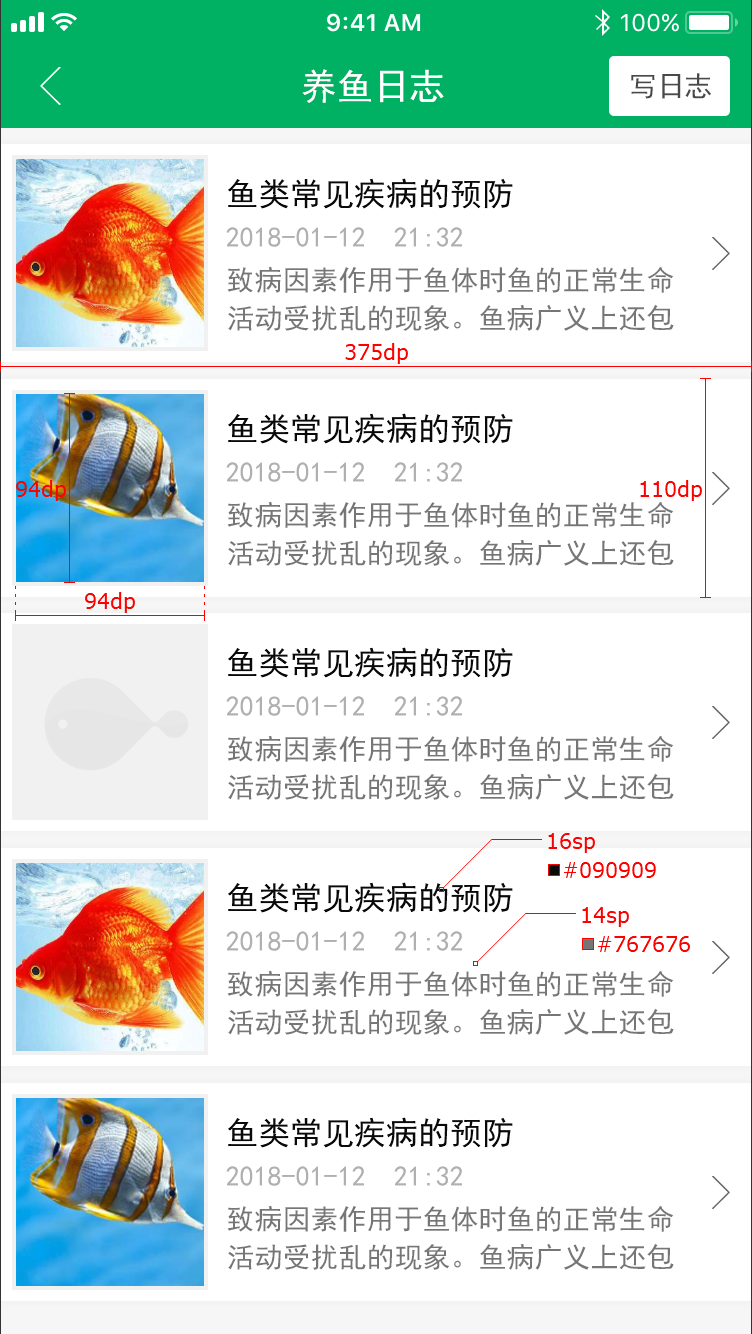 9:41 AM
100%
养鱼日志
写日志
鱼类常见疾病的预防
2018-01-12 21:32
致病因素作用于鱼体时鱼的正常生命
活动受扰乱的现象。鱼病广义上还包
375dp
鱼类常见疾病的预防
2018-01-12 21:32
94dp
110dp
致病因素作用于鱼体时鱼的正常生命
活动受扰乱的现象。鱼病广义上还包
94dp
鱼类常见疾病的预防
2018-01-12 21:32
致病因素作用于鱼体时鱼的正常生命
活动受扰乱的现象。鱼病广义上还包
16sp
#090909
鱼类常见疾病的预防
14sp
2018-01-12 21:32
#767676
致病因素作用于鱼体时鱼的正常生命
活动受扰乱的现象。鱼病广义上还包
鱼类常见疾病的预防
2018-01-12 21:32
致病因素作用于鱼体时鱼的正常生命
活动受扰乱的现象。鱼病广义上还包